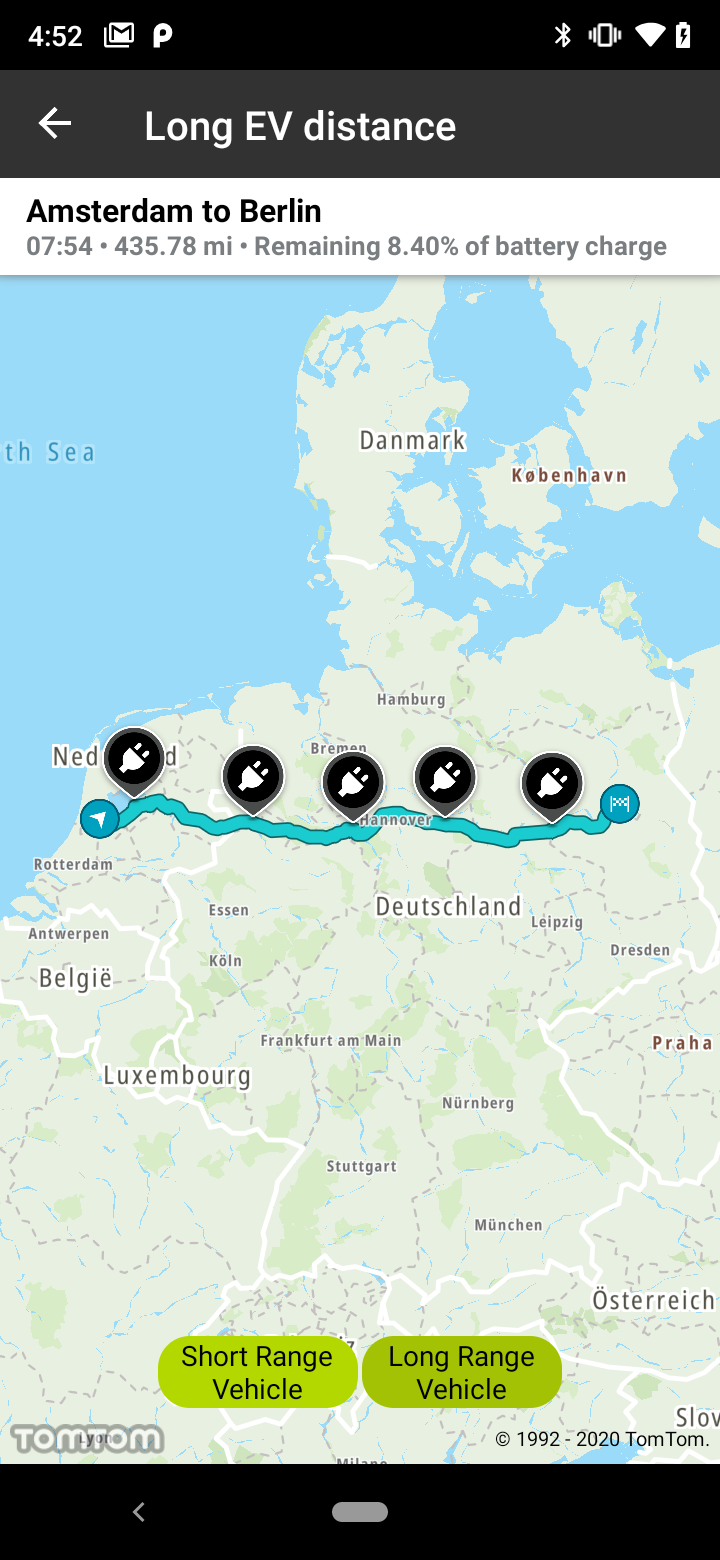 4:52
Long EV distance
Amsterdam to Berlin
07:54 • 435.78 mi • Remaining 8.40% of battery charge
th Sea
Danmark
København
Hamburg
Bremen
Ned
d
Hannover
Rotterdam
Essen
Deutschland
Leipzig
Antwerpen
Dresden
Köln
België
Frankfurt am Main
Praha
Luxembourg
Nürnberg
Stuttgart
München
Österreich
Short Range
Vehicle
Long Range
Vehicle
Slov
TOMTOM
Lyon
© 1992 - 2020 TomTom.
Milano